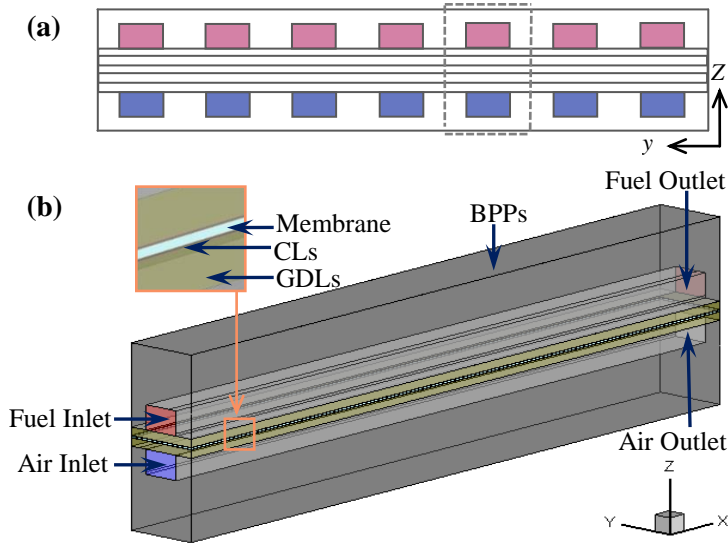 (a)
Z
y
(b)
Membrane
CLs
GDLs
BPPs
Fuel Outlet
Fuel Inlet
Air Inlet
Air Outlet
Z
Y
X